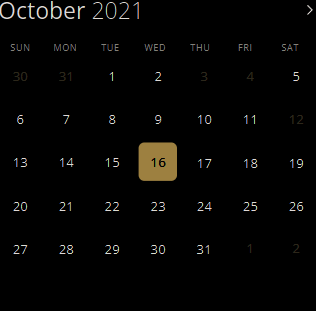 October 2021
SUN MON TUE WED THU FRI SAT
30 31 1 2 3 4 5
6 7 8 9 10 11 12
13 14 15 16 17 18 19
20 21 22 23 24 25 26
27 28 29 30 31 1 2